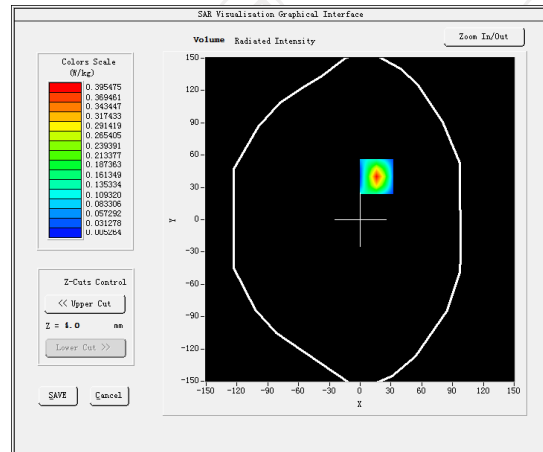 SAR Visualisation Graphical Interface
Volume Radiated Intensity
Zoom In/Out
Colors Scale
(W/kg)
0.395475
0.369461
0.343447
0.317433
0.291419
0.265405
0.239391
0.213377
0.187363
0.161349
0.135334
0.109320
0.083306
0.057292
0.031278
0.005264
150
120
90
60
30
0
-30
-60
-90
-120
-150
Y
-150 -120 -90 -60 -30 0 30 60 90 120 150
X
Z-Cuts Control
<< Upper Cut
Z = 4.0 mm
Lower Cut >>
SAVE Cancel